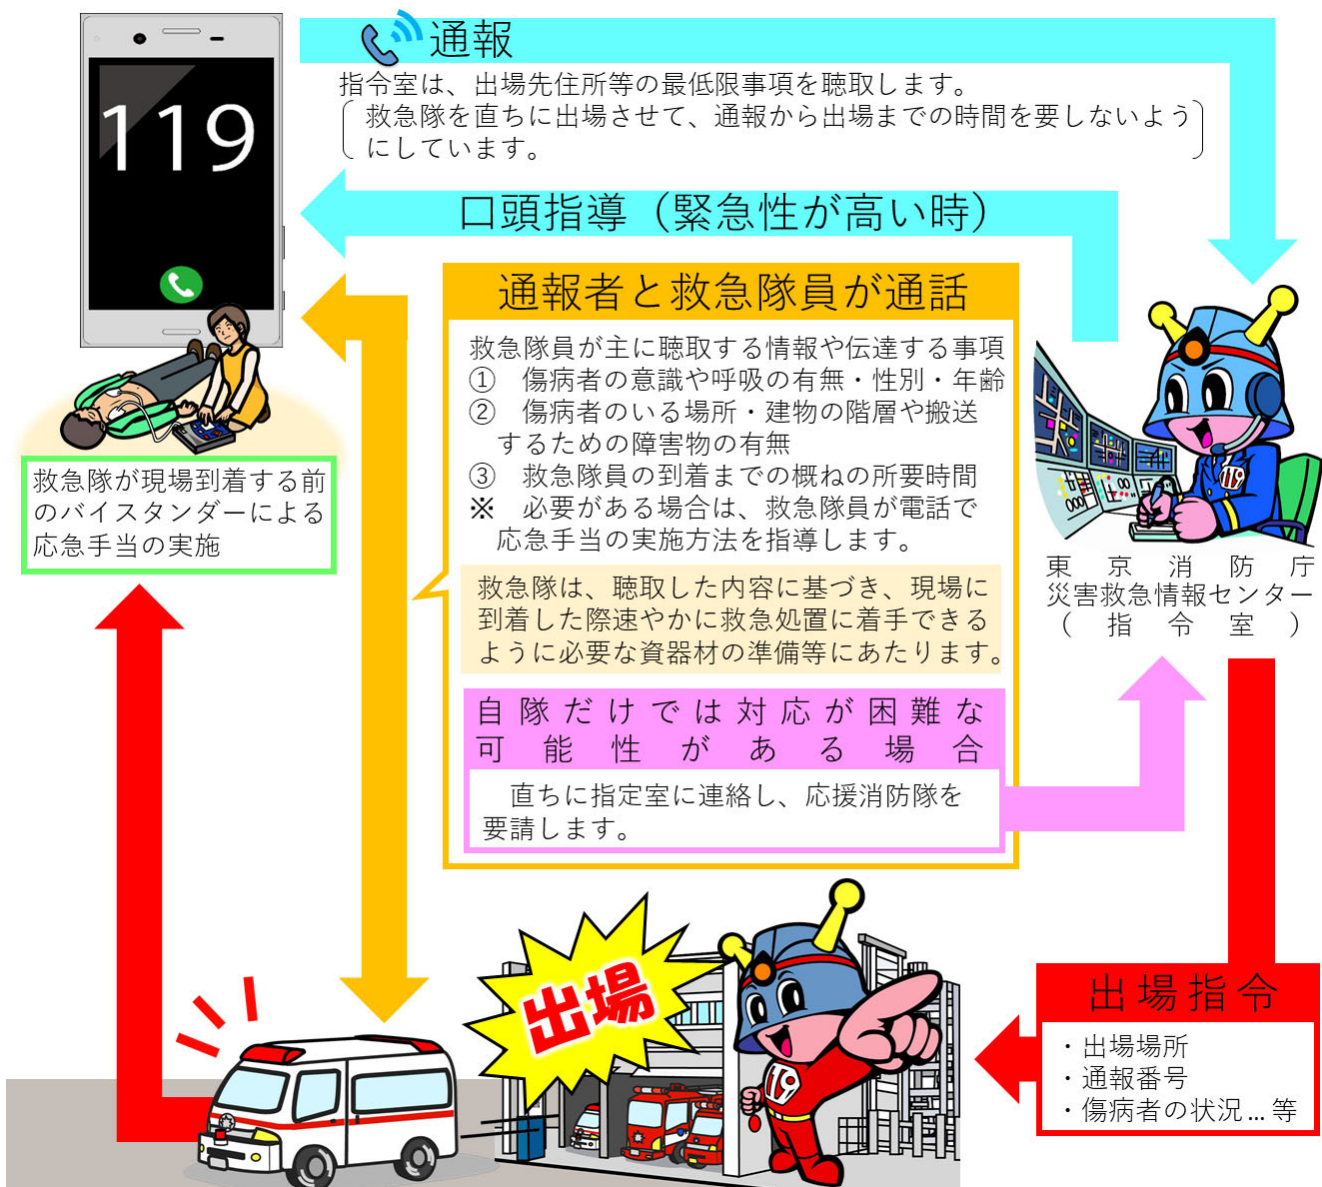 119
通報
指令室は、出場先住所等の最低限事項を聴取します。
救急隊を直ちに出場させて、通報から出場までの時間を要しないよう
にしています。
口頭指導（緊急性が高い時）
通報者と救急隊員が通話
救急隊員が主に聴取する情報や伝達する事項
①　傷病者の意識や呼吸の有無・性別・年齢
②　傷病者のいる場所・建物の階層や搬送
するための障害物の有無
③　救急隊員の到着までの概ねの所要時間
※　必要がある場合は、救急隊員が電話で
応急手当の実施方法を指導します。
救急隊は、聴取した内容に基づき、現場に
到着した際速やかに救急処置に着手できる
ように必要な資器材の準備等にあたります。
自隊だけでは対応が困難な
可能性がある場合
直ちに指定室に連絡し、応援消防隊を
要請します。
救急隊が現場到着する前
のバイスタンダーによる
応急手当の実施
119
東京消防庁
災害救急情報センター
（指令室）
出場指令
・出場場所
・通報番号
・傷病者の状況…等
出場
119